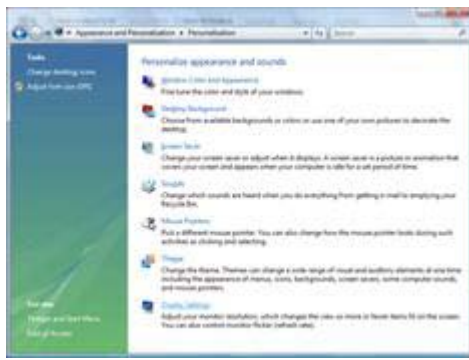 Appearance and Personalization ▸ Personalization
Tasks
Change desktop icons
Adjust font size (DPI)
Personalize appearance and sounds
Window Color and Appearance
Fine tune the color and style of your windows.
Desktop Background
Choose from available backgrounds or colors or use one of your own pictures to decorate the
desktop.
Screen Saver
Change your screen saver or adjust when it displays. A screen saver is a picture or animation that
covers your screen and appears when your computer is idle for a set period of time.
Sounds
Change which sounds are heard when you do everything from getting e-mail to emptying your
Recycle Bin.
Mouse Pointers
Pick a different mouse pointer. You can also change how the mouse pointer looks during such
activities as clicking and selecting.
Theme
Change the theme. Themes can change a wide range of visual and auditory elements at one time
including the appearance of menus, icons, backgrounds, screen savers, some computer sounds,
and mouse pointers.
Display Settings
Adjust your monitor resolution, which changes the view so more or fewer items fit on the screen.
You can also control monitor flicker (refresh rate).
See also
Taskbar and Start Menu
Ease of Access